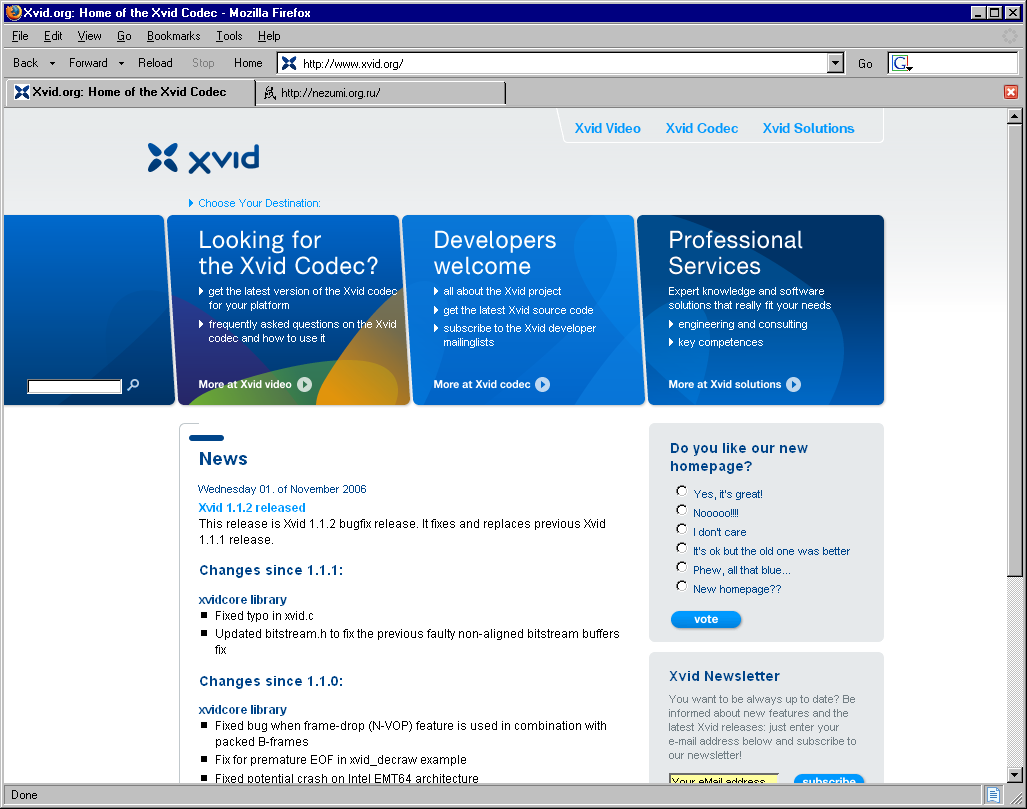 Xvid.org: Home of the Xvid Codec - Mozilla Firefox
File Edit View Go Bookmarks Tools Help
Back Forward Reload Stop Home http://www.xvid.org/ Go G
Xvid.org: Home of the Xvid Codec http://nezumi.org.ru/
Xvid Video Xvid Codec Xvid Solutions
xvid
Choose Your Destination:
Looking for
the Xvid Codec?
get the latest version of the Xvid codec
for your platform
frequently asked questions on the Xvid
codec and how to use it
More at Xvid video
Developers
welcome
all about the Xvid project
get the latest Xvid source code
subscribe to the Xvid developer
mailinglists
More at Xvid codec
Professional
Services
Expert knowledge and software
solutions that really fit your needs
engineering and consulting
key competences
More at Xvid solutions
News
Wednesday 01. of November 2006
Xvid 1.1.2 released
This release is Xvid 1.1.2 bugfix release. It fixes and replaces previous Xvid
1.1.1 release.
Changes since 1.1.1:
xvidcore library
Fixed typo in xvid.c
Updated bitstream.h to fix the previous faulty non-aligned bitstream buffers
fix
Changes since 1.1.0:
xvidcore library
Fixed bug when frame-drop (N-VOP) feature is used in combination with
packed B-frames
Fix for premature EOF in xvid_decraw example
Fixed potential crash on Intel EMT64 architecture
Do you like our new
homepage?
Yes, it's great!
Nooooo!!!!
I don't care
It's ok but the old one was better
Phew, all that blue...
New homepage??
vote
Xvid Newsletter
You want to be always up to date? Be
informed about new features and the
latest Xvid releases: just enter your
e-mail address below and subscribe to
our newsletter!
Your eMail address subscribe
Done